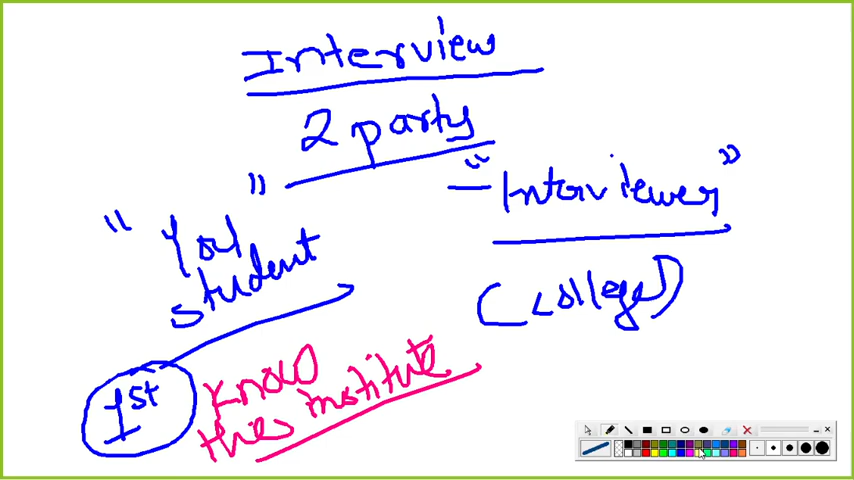 Interview
2 party
" You student "
- " Interviewer "
(college)
1st
Know
this institute